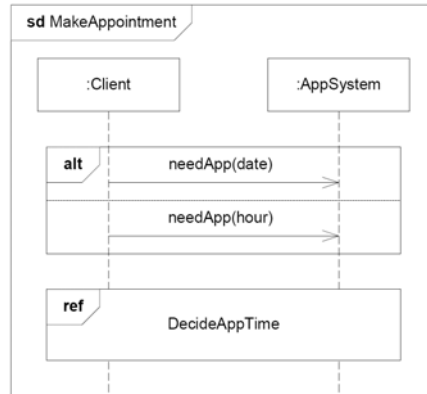 sd MakeAppointment
:Client
:AppSystem
alt
needApp(date)
needApp(hour)
ref
DecideAppTime